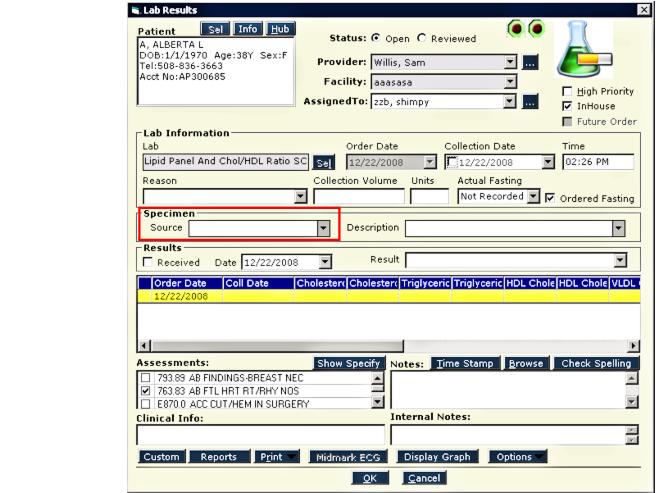 Lab Results
Patient Sel Info Hub
A, ALBERTA L
DOB:1/1/1970 Age:38Y Sex:F
Tel:508-836-3663
Acct No:AP300685
Status: Open Reviewed
Provider: Willis, Sam ...
Facility: aaasasa
AssignedTo: zzb, shimpy ...
High Priority
InHouse
Future Order
Lab Information
Lab Order Date Collection Date Time
Lipid Panel And Chol/HDL Ratio SC Sel 12/22/2008 12/22/2008 02:26 PM
Reason Collection Volume Units Actual Fasting
Not Recorded Ordered Fasting
Specimen
Source Description
Results
Received Date 12/22/2008 Result
Order Date Coll Date Cholester Cholester Triglyceric Triglyceric HDL Chole HDL Chole VLDL
12/22/2008
Assessments: Show Specify Notes: Time Stamp Browse Check Spelling
793.89 AB FINDINGS-BREAST NEC
763.83 AB FTL HRT RT/RHY NOS
E870.0 ACC CUT/HEM IN SURGERY
Clinical Info: Internal Notes:
Custom Reports Print Midmark ECG Display Graph Options
OK Cancel